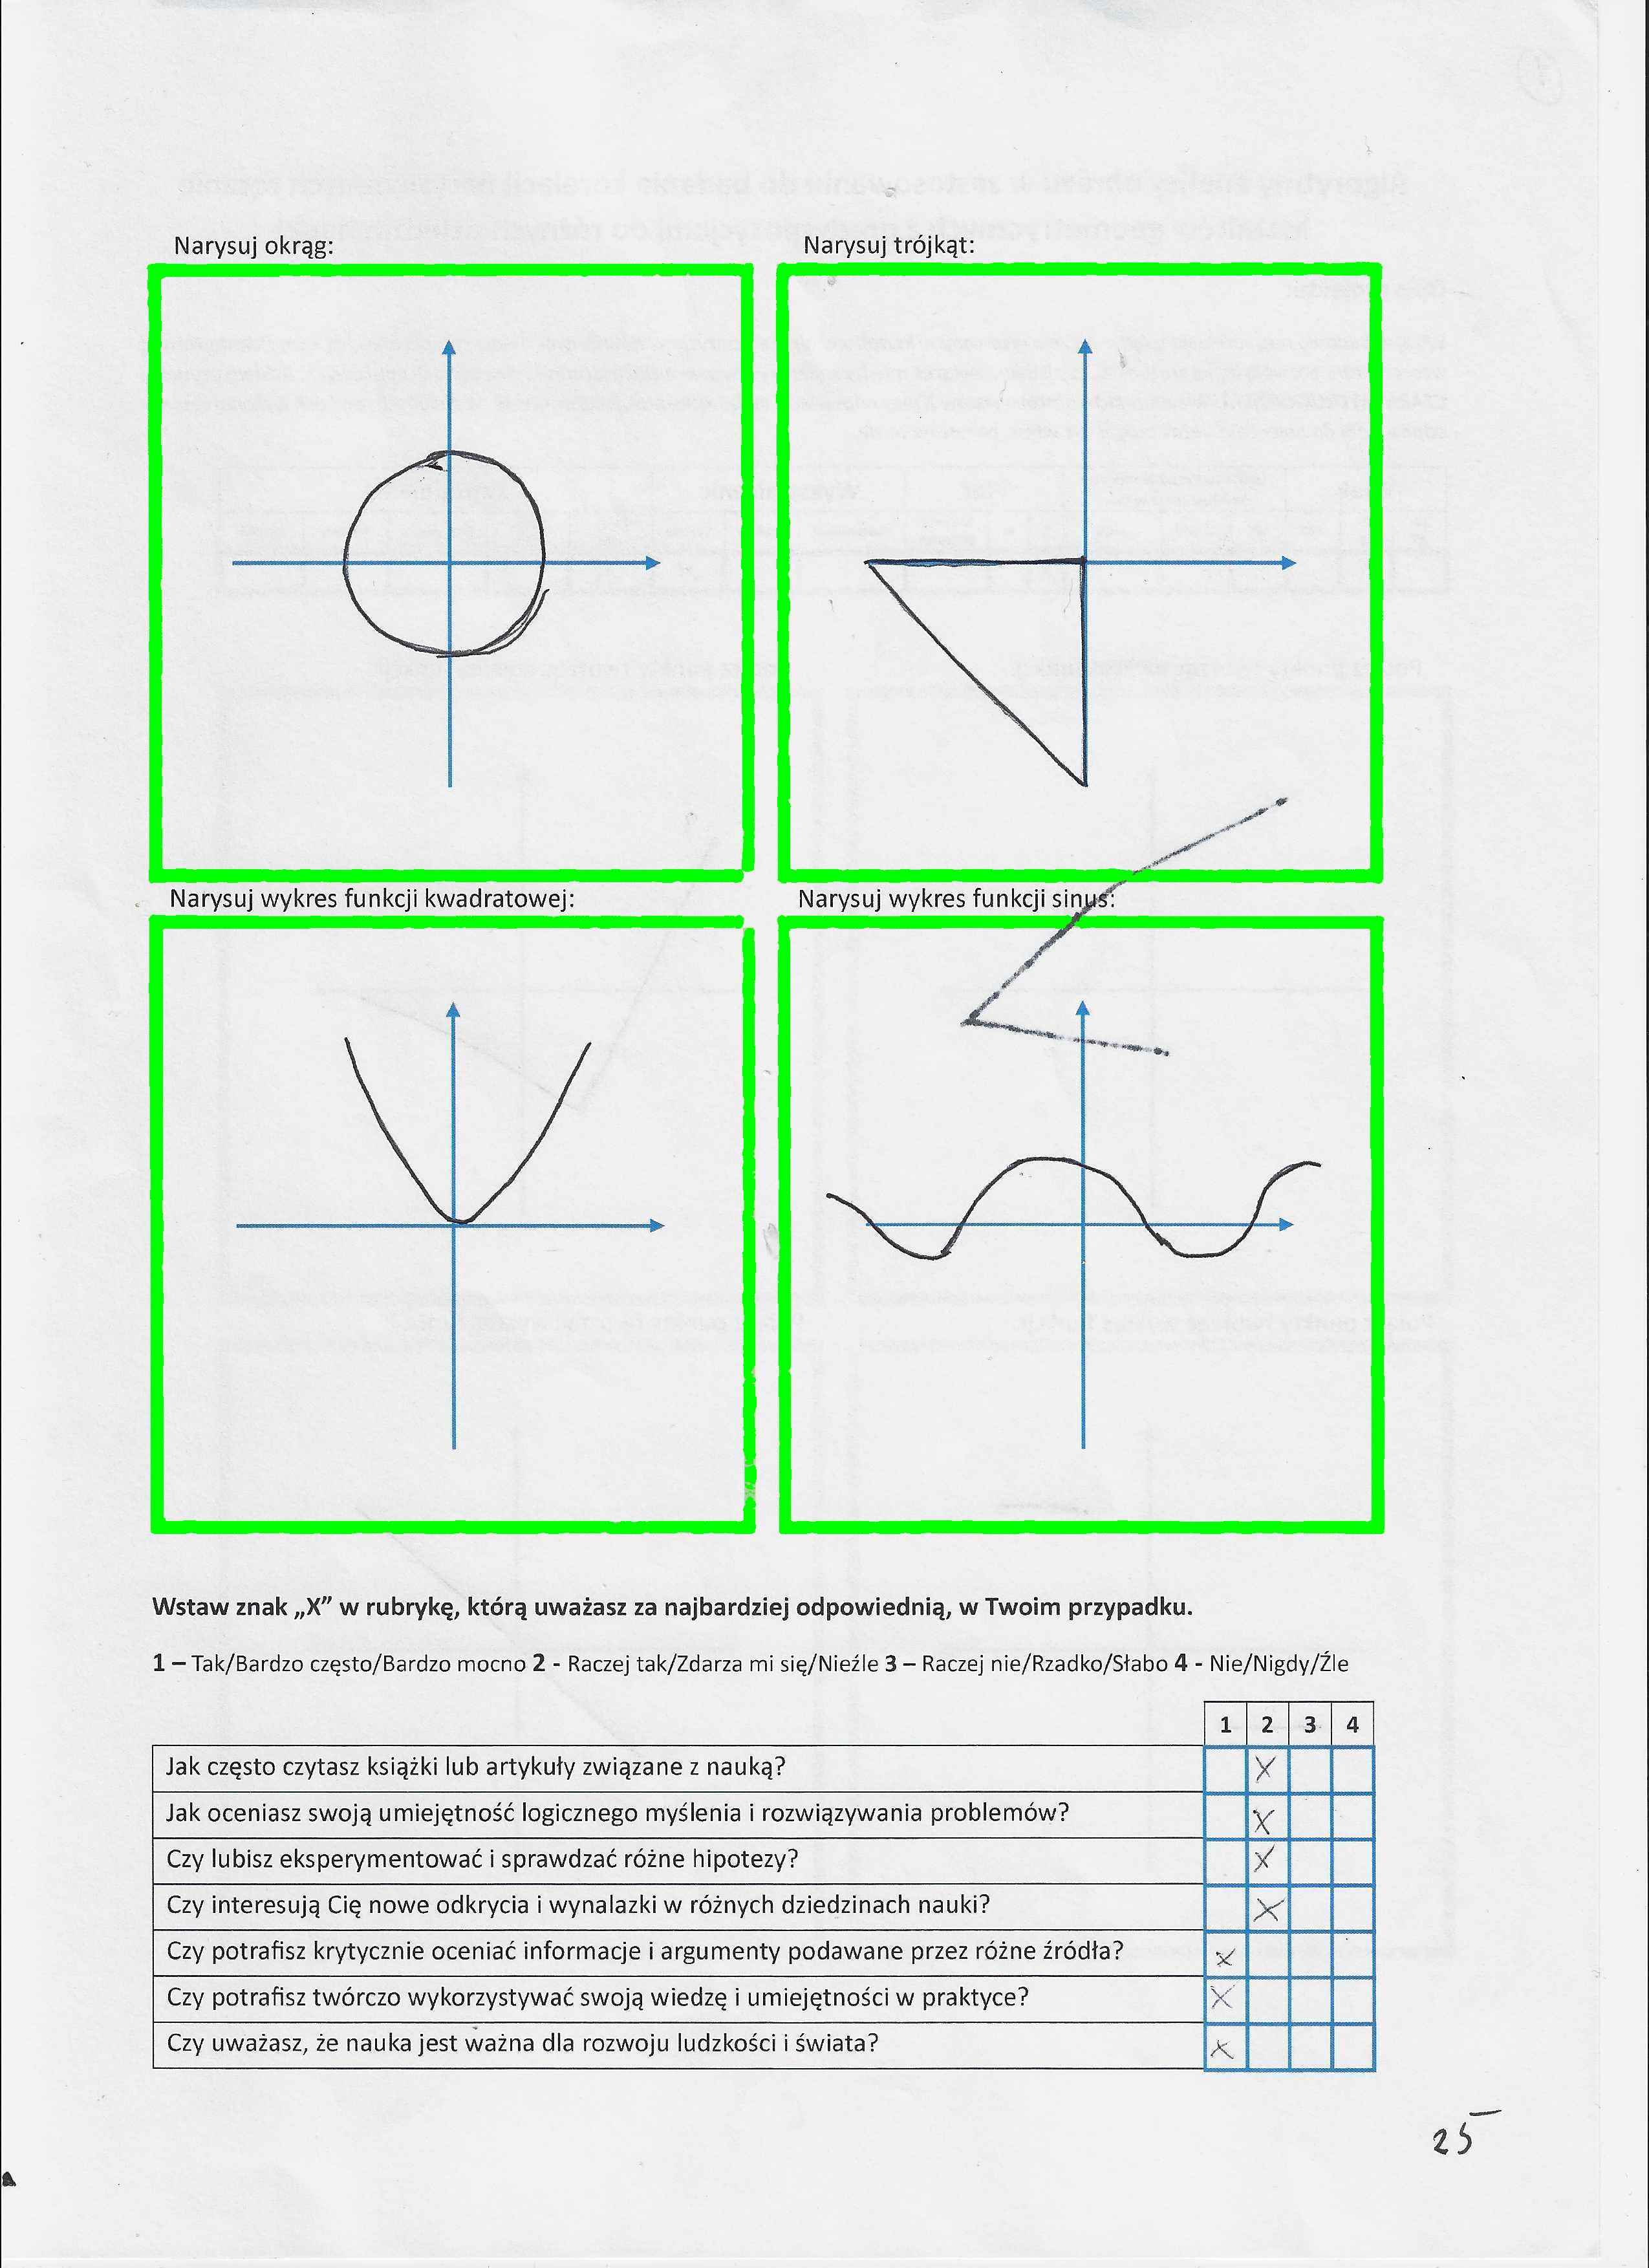 Narysuj okrąg:
Narysuj trójkąt:
Narysuj wykres funkcji kwadratowej:
Narysuj wykres funkcji sinus:
Wstaw znak „X” w rubrykę, którą uważasz za najbardziej odpowiednią, w Twoim przypadku.
1 – Tak/Bardzo często/Bardzo mocno 2 - Raczej tak/Zdarza mi się/Nieźle 3 – Raczej nie/Rzadko/Słabo 4 - Nie/Nigdy/Źle
1 2 3 4
Jak często czytasz książki lub artykuły związane z nauką? X
Jak oceniasz swoją umiejętność logicznego myślenia i rozwiązywania problemów? X
Czy lubisz eksperymentować i sprawdzać różne hipotezy? X
Czy interesują Cię nowe odkrycia i wynalazki w różnych dziedzinach nauki? X
Czy potrafisz krytycznie oceniać informacje i argumenty podawane przez różne źródła? X
Czy potrafisz twórczo wykorzystywać swoją wiedzę i umiejętności w praktyce? X
Czy uważasz, że nauka jest ważna dla rozwoju ludzkości i świata? X
25